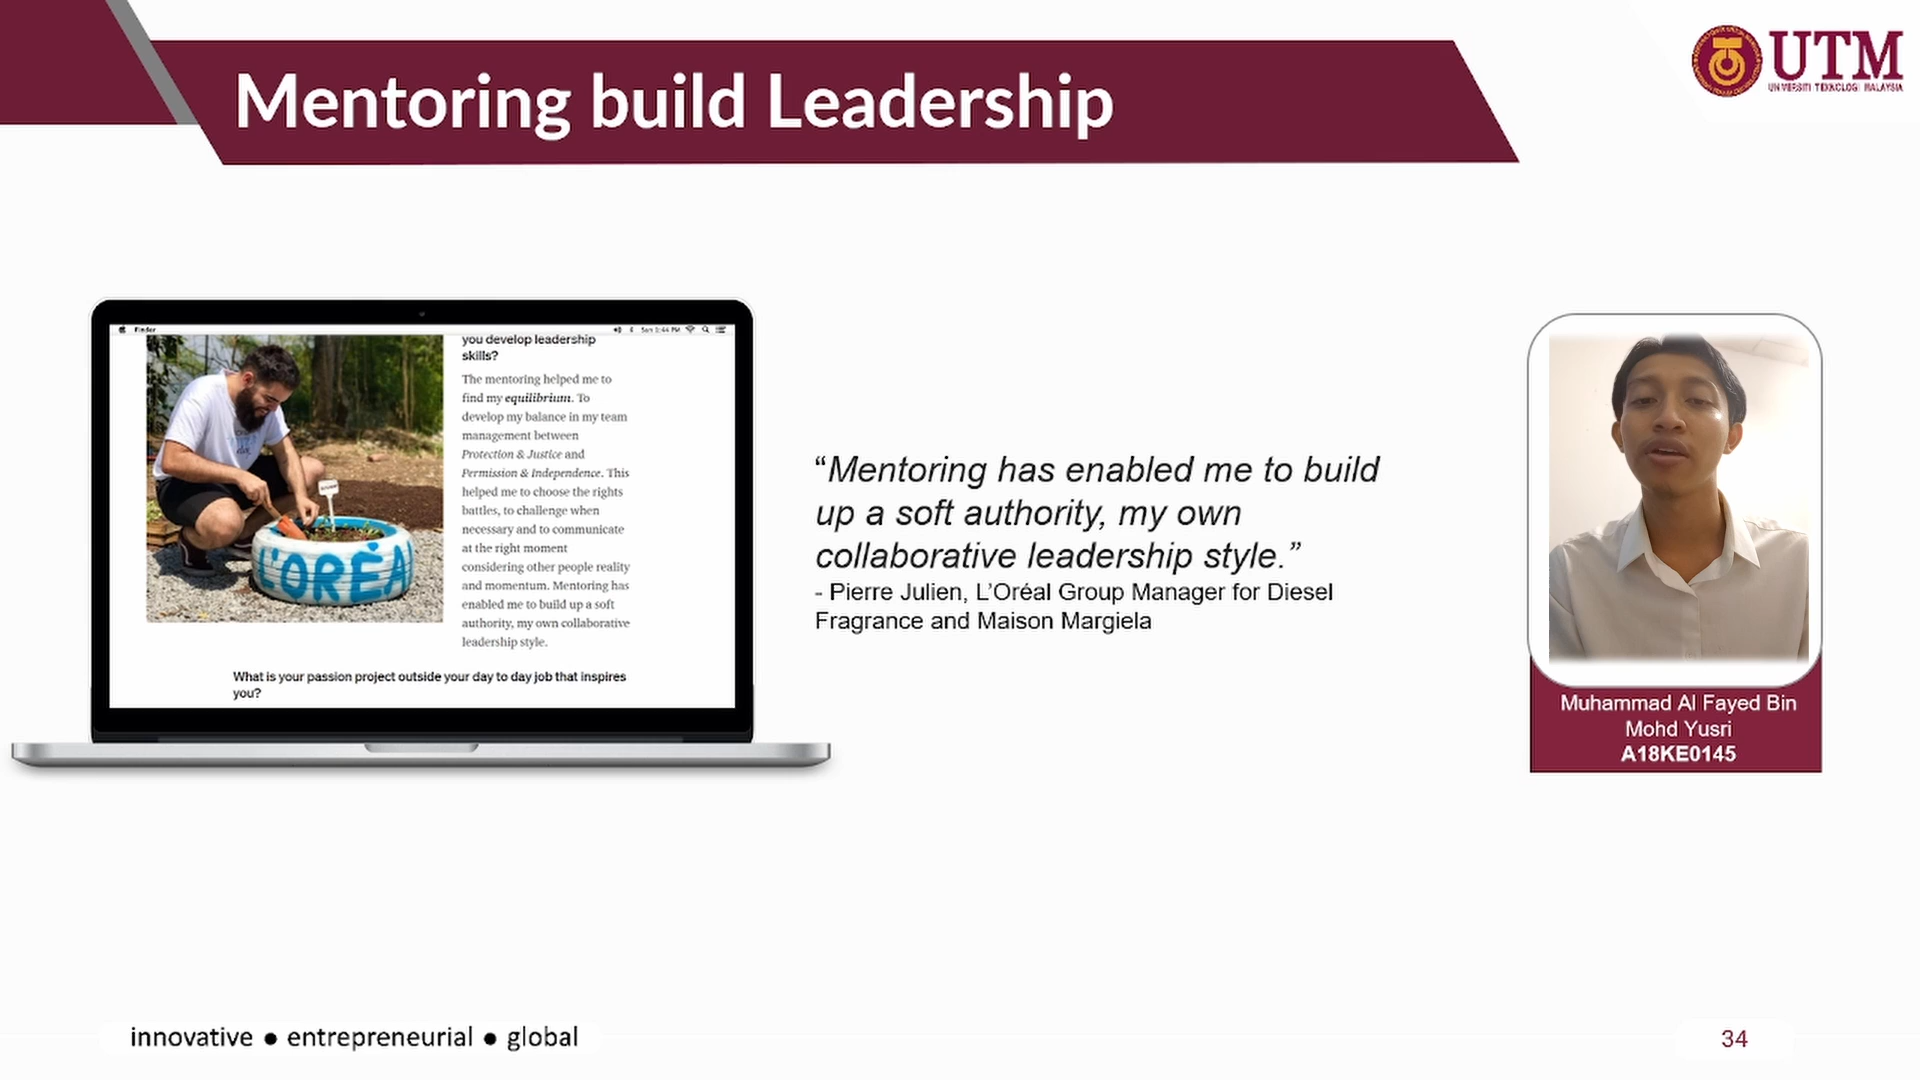 Mentoring build Leadership
UTM
UNIVERSITI TEKNOLOGI MALAYSIA
Finder
Sun 1:44 PM
you develop leadership
skills?
The mentoring helped me to
find my equilibrium. To
develop my balance in my team
management between
Protection & Justice and
Permission & Independence. This
helped me to choose the rights
battles, to challenge when
necessary and to communicate
at the right moment
considering other people reality
and momentum. Mentoring has
enabled me to build up a soft
authority, my own collaborative
leadership style.
L'ORÉA
What is your passion project outside your day to day job that inspires
you?
“Mentoring has enabled me to build
up a soft authority, my own
collaborative leadership style.”
- Pierre Julien, L’Oréal Group Manager for Diesel
Fragrance and Maison Margiela
Muhammad Al Fayed Bin
Mohd Yusri
A18KE0145
innovative ● entrepreneurial ● global
34